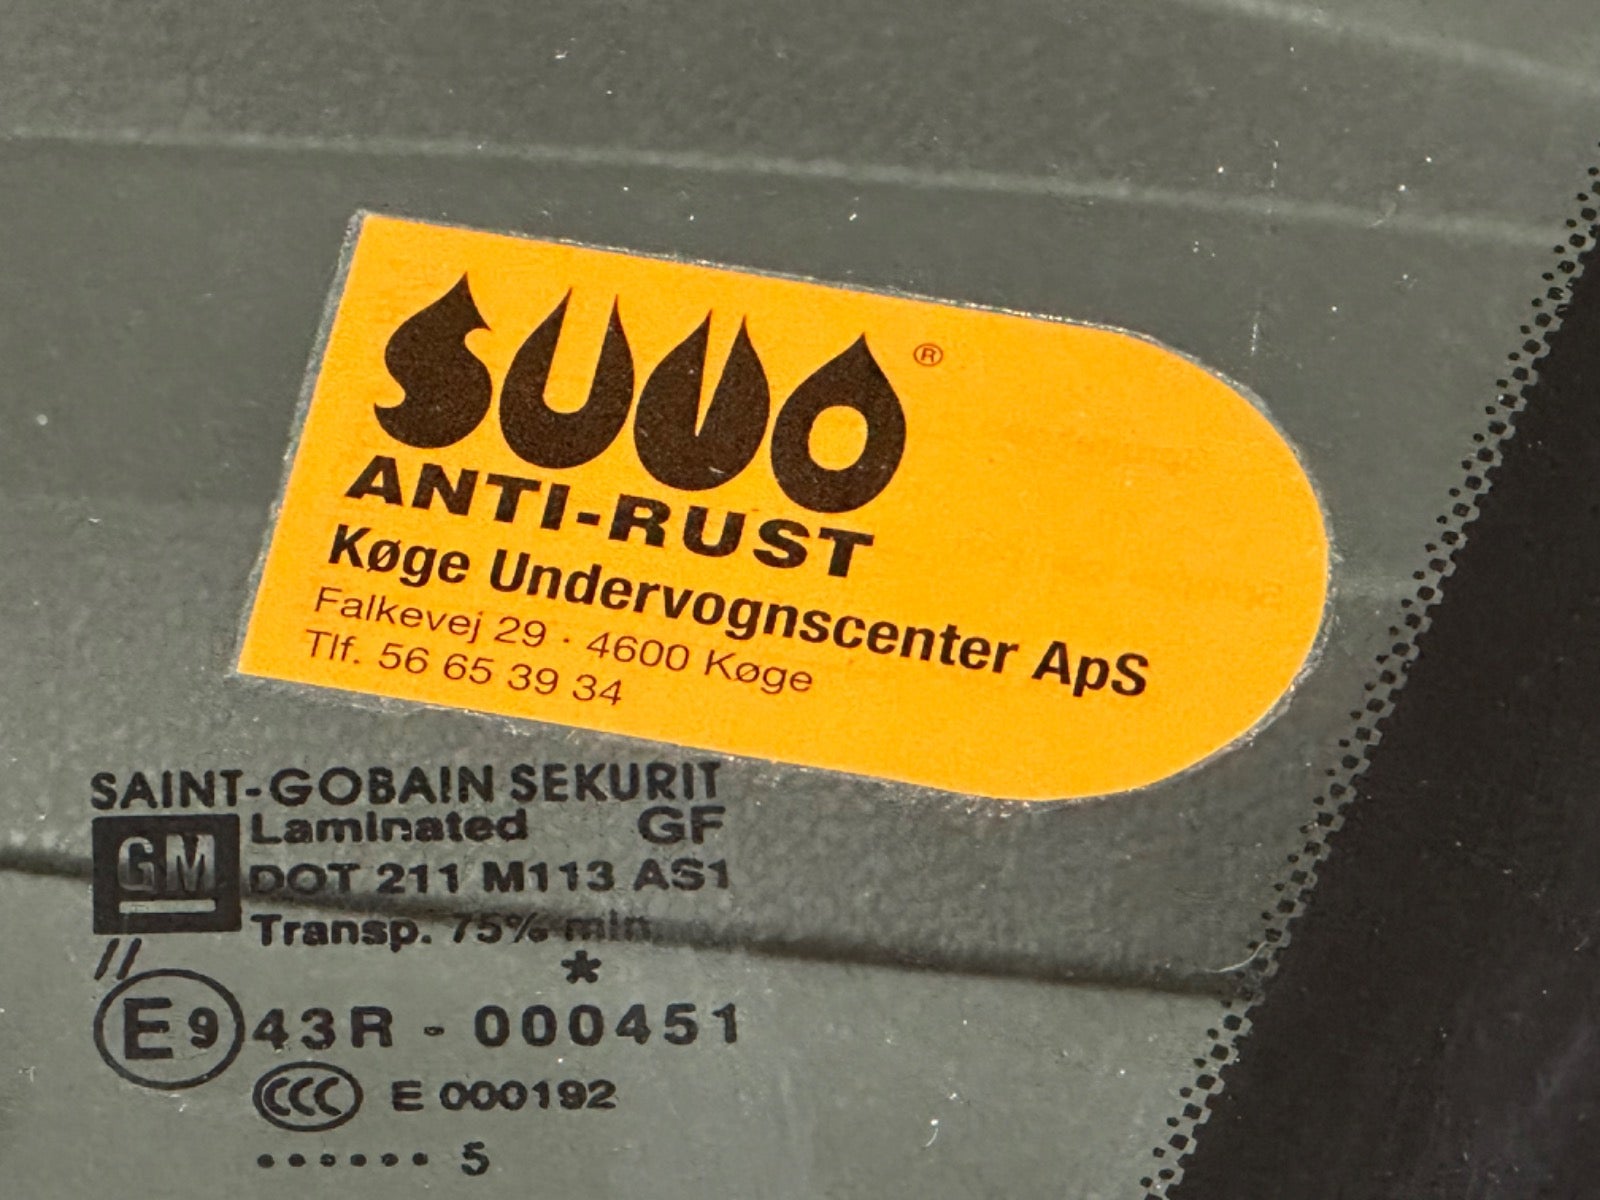 SUVO®
ANTI-RUST
Køge Undervognscenter ApS
Falkevej 29 · 4600 Køge
Tlf. 56 65 39 34
SAINT-GOBAIN SEKURIT
GM
Laminated GF
DOT 211 M113 AS1
Transp. 75% min
//
*
E9 43R - 000451
CCC E 000192
...... 5